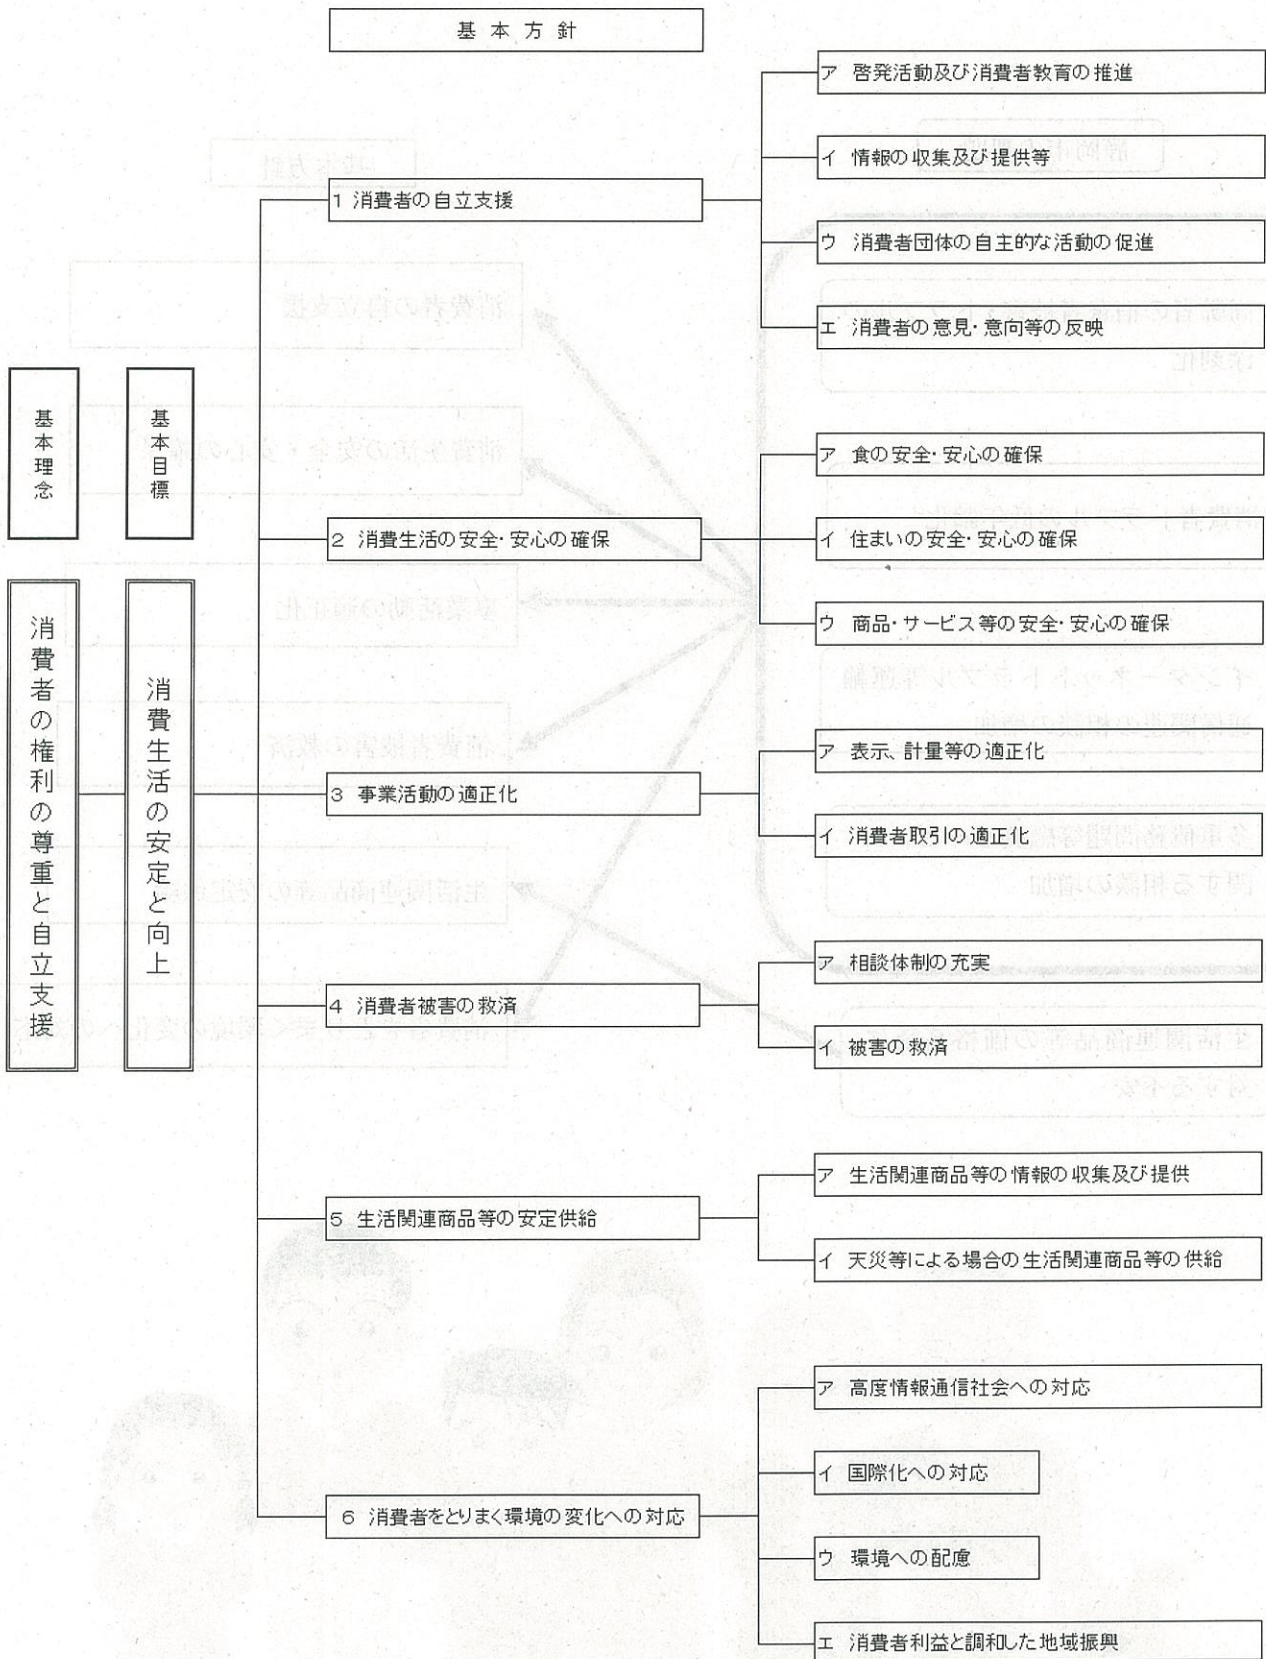 基本方針
基本理念
基本目標
消費者の権利の尊重と自立支援
消費生活の安定と向上
1 消費者の自立支援
ア 啓発活動及び消費者教育の推進
イ 情報の収集及び提供等
ウ 消費者団体の自主的な活動の促進
エ 消費者の意見・意向等の反映
2 消費生活の安全・安心の確保
ア 食の安全・安心の確保
イ 住まいの安全・安心の確保
ウ 商品・サービス等の安全・安心の確保
3 事業活動の適正化
ア 表示、計量等の適正化
イ 消費者取引の適正化
4 消費者被害の救済
ア 相談体制の充実
イ 被害の救済
5 生活関連商品等の安定供給
ア 生活関連商品等の情報の収集及び提供
イ 天災等による場合の生活関連商品等の供給
6 消費者をとりまく環境の変化への対応
ア 高度情報通信社会への対応
イ 国際化への対応
ウ 環境への配慮
エ 消費者利益と調和した地域振興